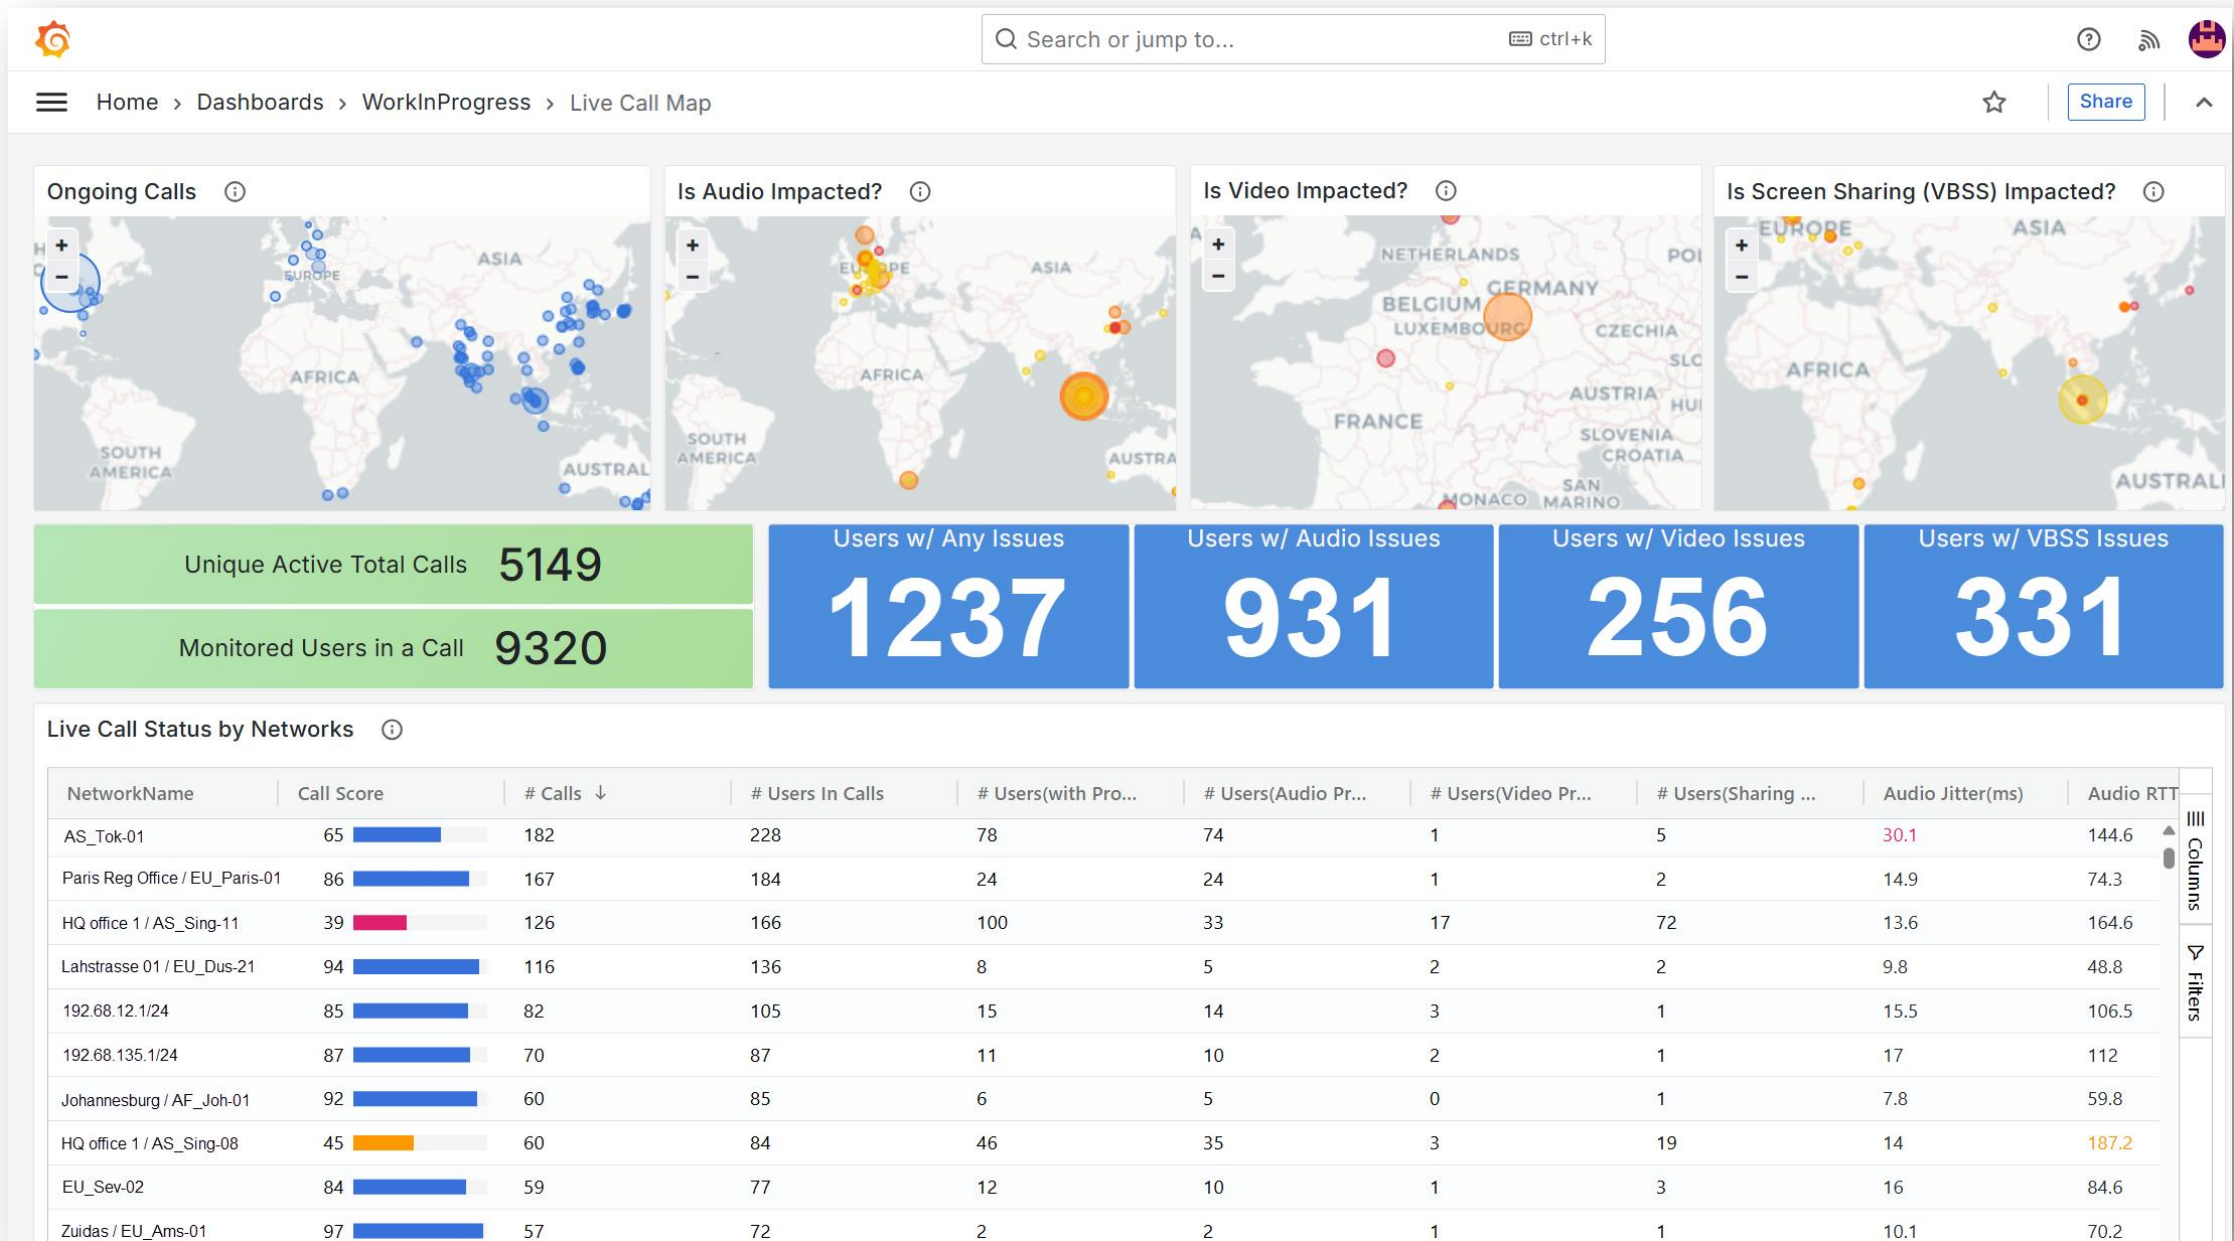 Search or jump to... ctrl+k
Home › Dashboards › WorkInProgress › Live Call Map
Share
Ongoing Calls
Is Audio Impacted?
Is Video Impacted?
Is Screen Sharing (VBSS) Impacted?
+
−
ASIA
EUROPE
AFRICA
SOUTH
AMERICA
AUSTRAL
+
−
ASIA
AFRICA
SOUTH
AMERICA
AUSTRA
+
−
NETHERLANDS
POL
GERMANY
BELGIUM
LUXEMBOURG
CZECHIA
SLO
AUSTRIA
HU
FRANCE
SLOVENIA
CROATIA
SAN
MONACO MARINO
+
−
EUROPE
ASIA
AFRICA
AUSTRALI
Unique Active Total Calls 5149
Monitored Users in a Call 9320
Users w/ Any Issues
1237
Users w/ Audio Issues
931
Users w/ Video Issues
256
Users w/ VBSS Issues
331
Live Call Status by Networks
NetworkName Call Score # Calls ↓ # Users In Calls # Users(with Pro... # Users(Audio Pr... # Users(Video Pr... # Users(Sharing ... Audio Jitter(ms) Audio RTT
AS_Tok-01 65 182 228 78 74 1 5 30.1 144.6
Paris Reg Office / EU_Paris-01 86 167 184 24 24 1 2 14.9 74.3
HQ office 1 / AS_Sing-11 39 126 166 100 33 17 72 13.6 164.6
Lahstrasse 01 / EU_Dus-21 94 116 136 8 5 2 2 9.8 48.8
192.68.12.1/24 85 82 105 15 14 3 1 15.5 106.5
192.68.135.1/24 87 70 87 11 10 2 1 17 112
Johannesburg / AF_Joh-01 92 60 85 6 5 0 1 7.8 59.8
HQ office 1 / AS_Sing-08 45 60 84 46 35 3 19 14 187.2
EU_Sev-02 84 59 77 12 10 1 3 16 84.6
Zuidas / EU_Ams-01 97 57 72 2 2 1 1 10.1 70.2
Columns
Filters